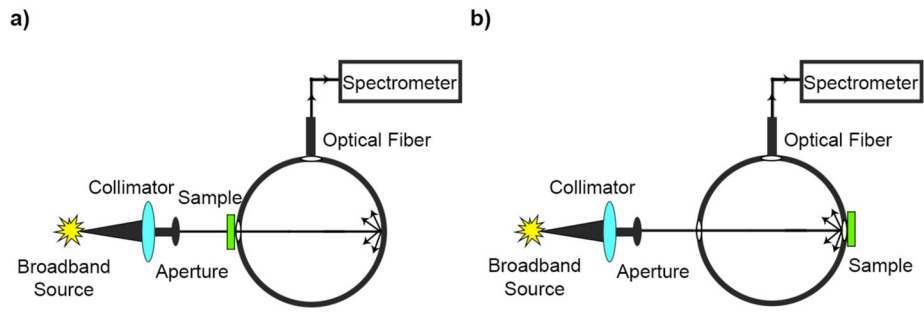 a)
Spectrometer
Optical Fiber
Collimator
Sample
Aperture
Broadband
Source
b)
Spectrometer
Optical Fiber
Collimator
Aperture
Broadband
Source
Sample